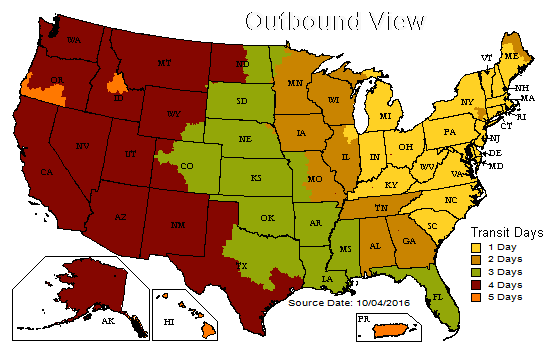 Outbound View
WA
MT
ND
OR
ID
MN
WI
SD
WY
MI
VT
ME
NH
MA
NY
RI
CT
NJ
PA
DE
MD
NE
IA
IL
IN
OH
WV
VA
NV
UT
CO
KS
MO
KY
CA
NC
TN
SC
AZ
NM
OK
AR
MS
AL
GA
TX
LA
FL
AK
HI
PR
Transit Days
1 Day
2 Days
3 Days
4 Days
5 Days
Source Date: 10/04/2016